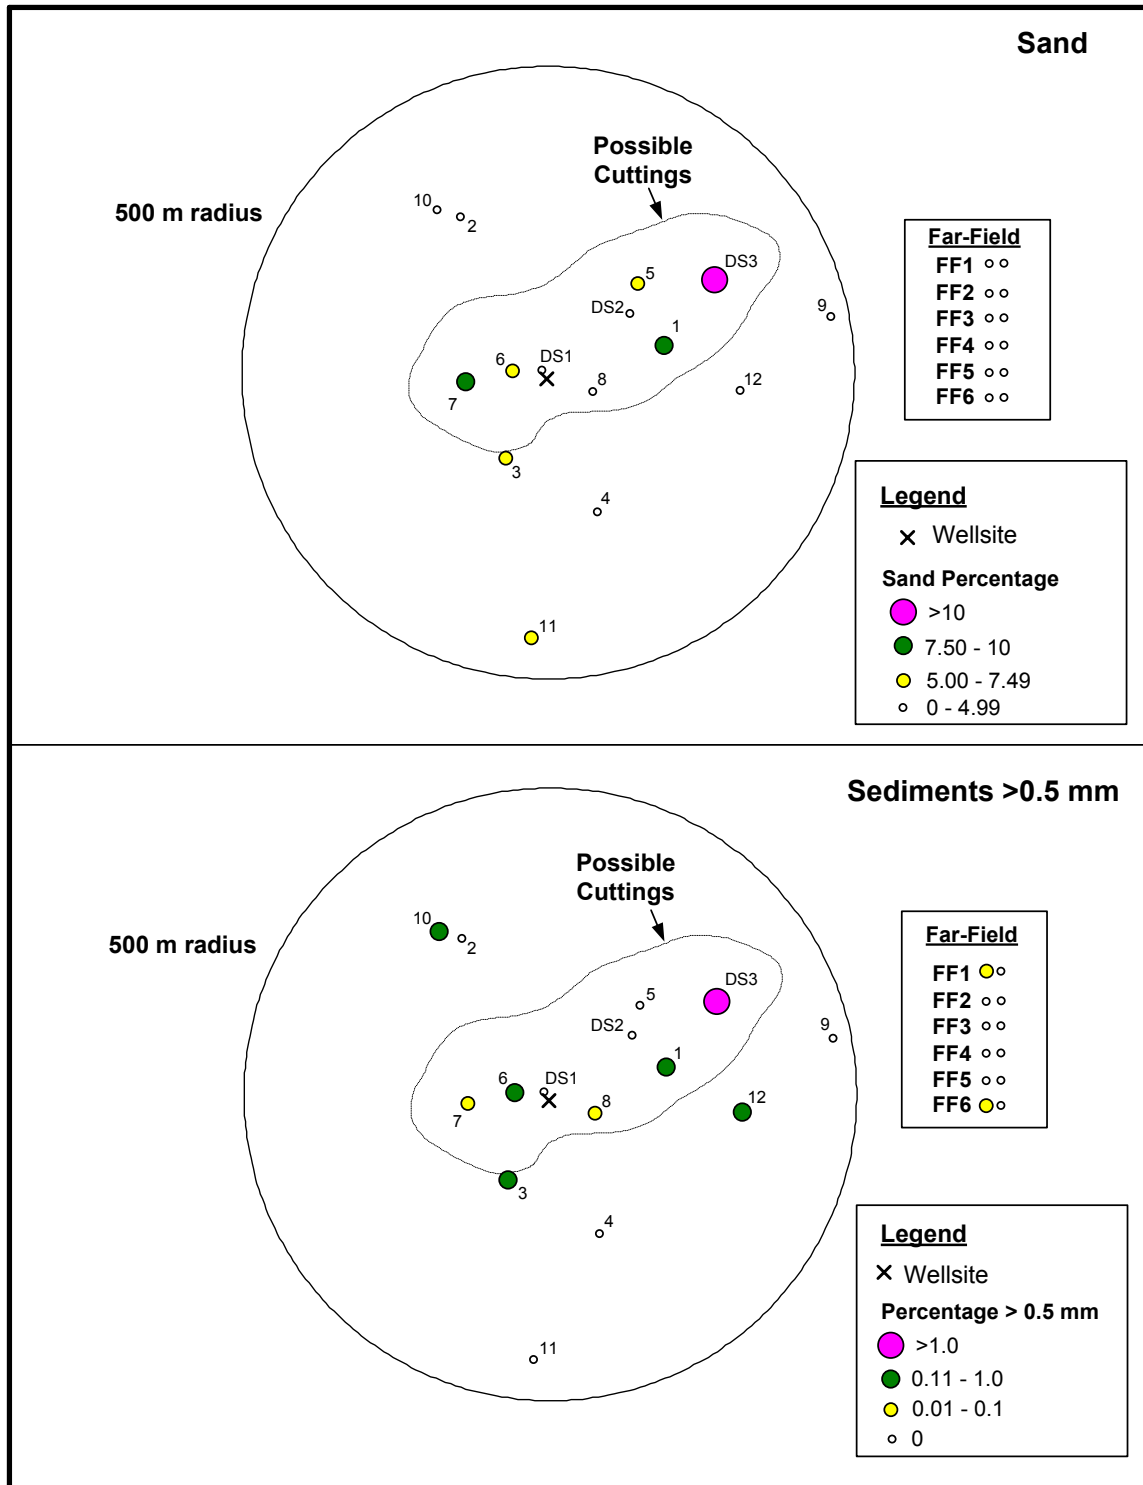 Sand
Possible
Cuttings
500 m radius
10
2
5
DS3
DS2
9
1
6
DS1
8
12
7
3
4
11
Far-Field
FF1
FF2
FF3
FF4
FF5
FF6
Legend
Wellsite
Sand Percentage
>10
7.50 - 10
5.00 - 7.49
0 - 4.99
Sediments >0.5 mm
Possible
Cuttings
500 m radius
10
2
5
DS3
DS2
9
1
6
DS1
8
12
7
3
4
11
Far-Field
FF1
FF2
FF3
FF4
FF5
FF6
Legend
Wellsite
Percentage > 0.5 mm
>1.0
0.11 - 1.0
0.01 - 0.1
0